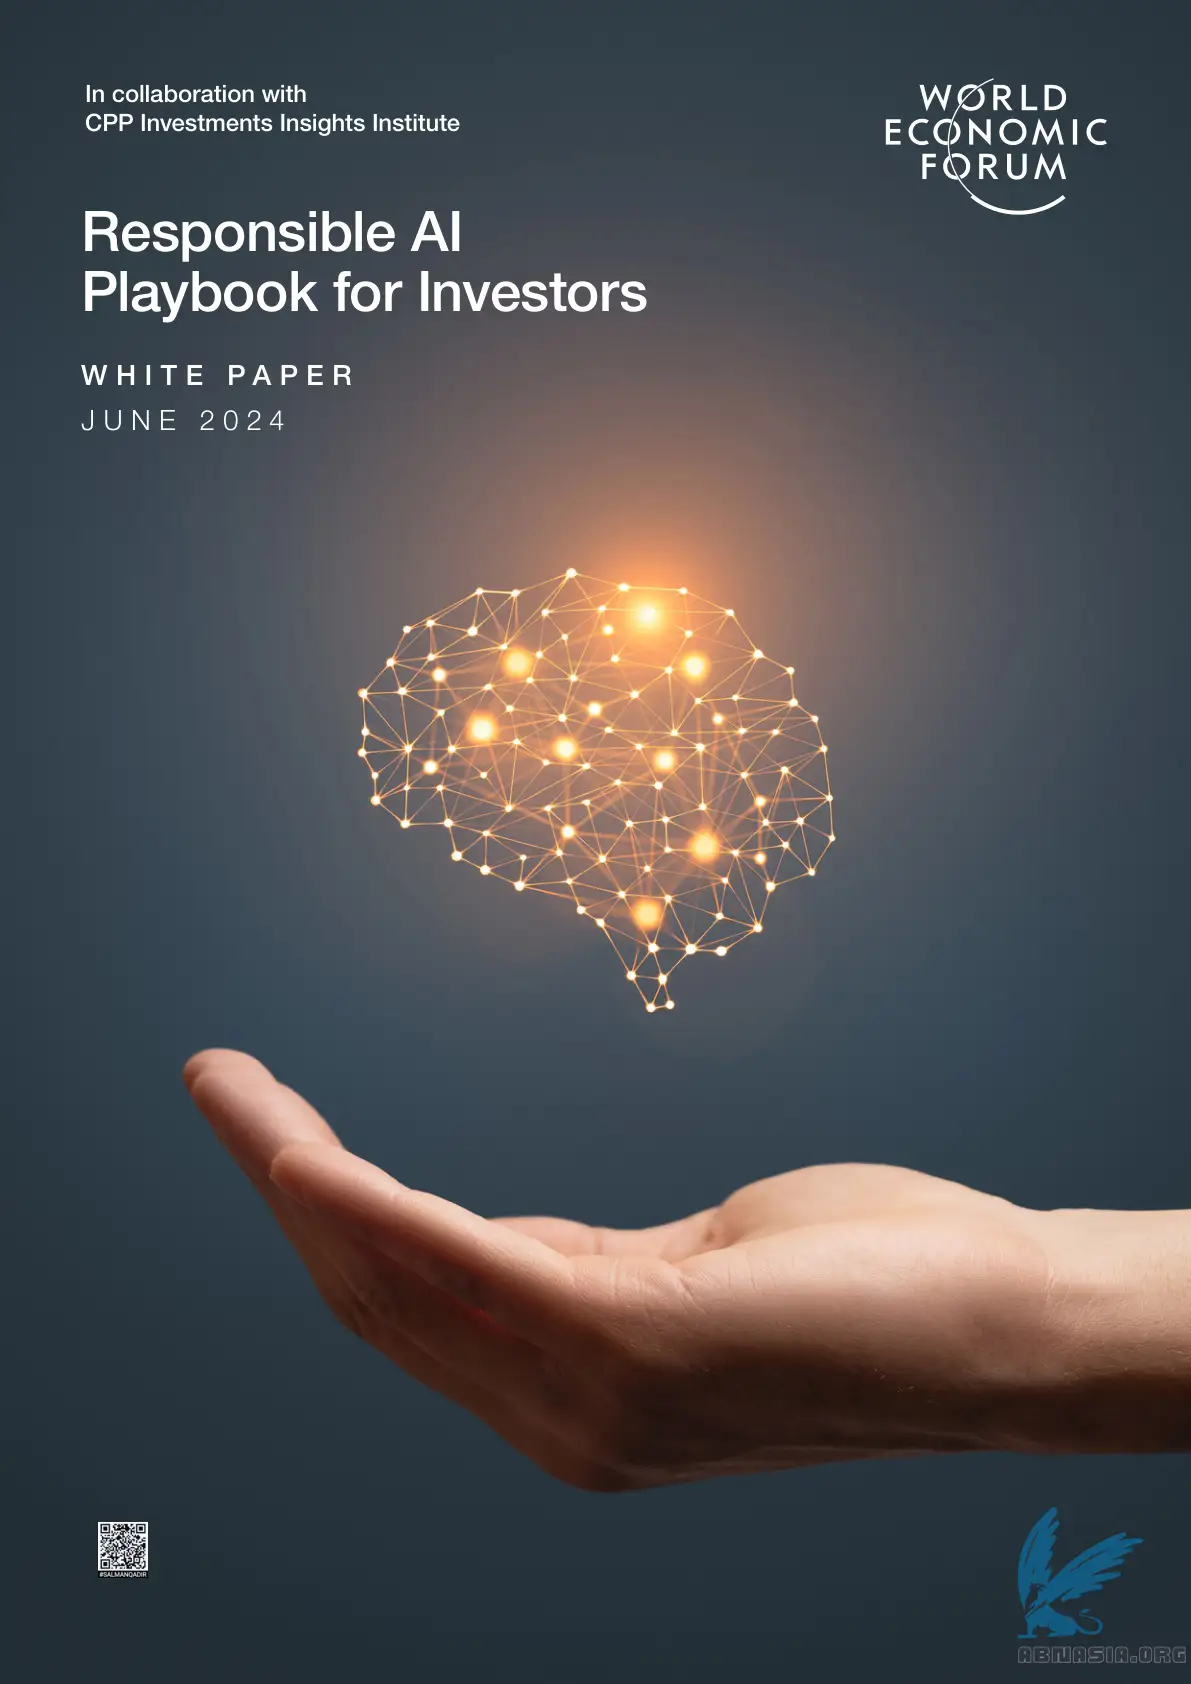 In collaboration with
CPP Investments Insights Institute
WORLD
ECONOMIC
FORUM
Responsible AI
Playbook for Investors
WHITE PAPER
JUNE 2024
#SALMANQADIR
ABNASIA.ORG